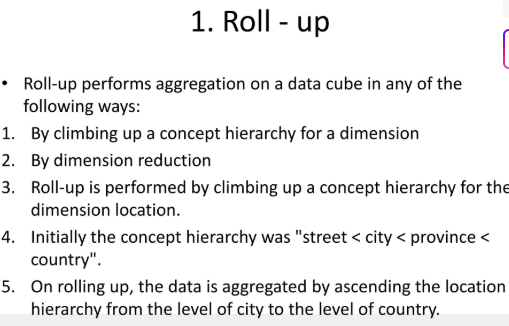 1. Roll - up
• Roll-up performs aggregation on a data cube in any of the
following ways:
1. By climbing up a concept hierarchy for a dimension
2. By dimension reduction
3. Roll-up is performed by climbing up a concept hierarchy for the
dimension location.
4. Initially the concept hierarchy was "street < city < province <
country".
5. On rolling up, the data is aggregated by ascending the location
hierarchy from the level of city to the level of country.